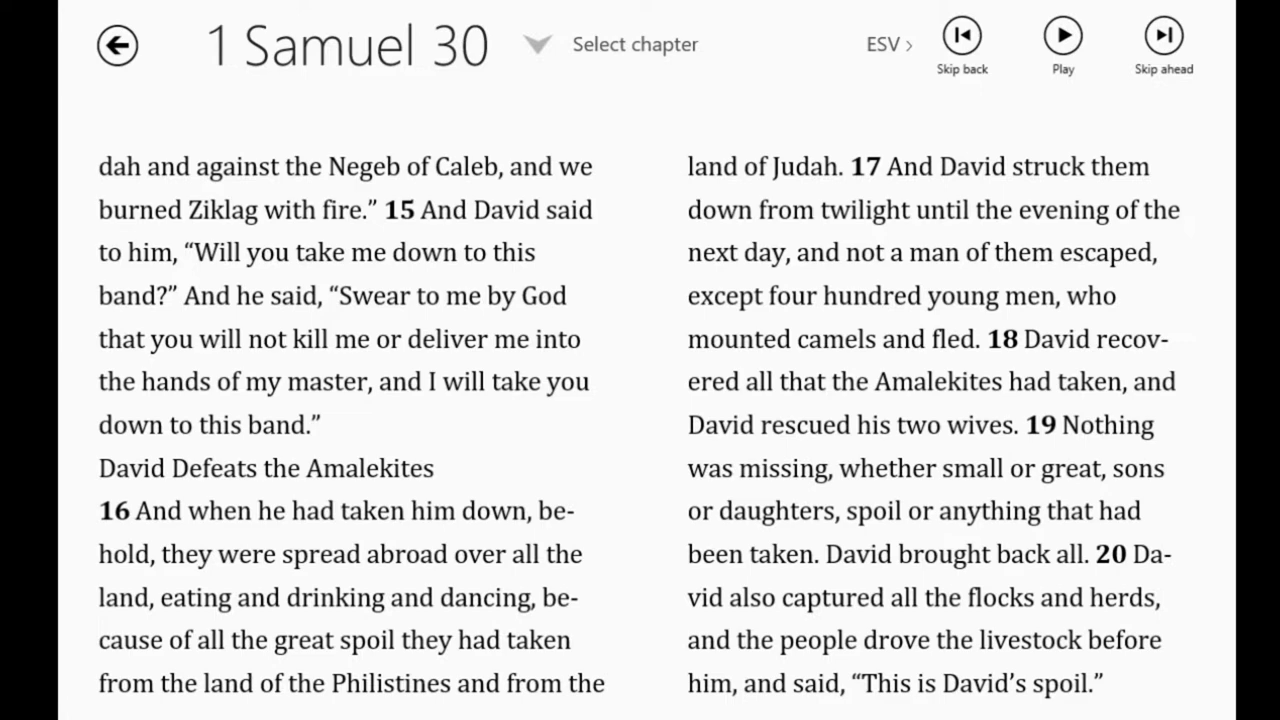 1 Samuel 30
Select chapter
ESV
Skip back
Play
Skip ahead
dah and against the Negeb of Caleb, and we
burned Ziklag with fire.” 15 And David said
to him, “Will you take me down to this
band?” And he said, “Swear to me by God
that you will not kill me or deliver me into
the hands of my master, and I will take you
down to this band.”
David Defeats the Amalekites
16 And when he had taken him down, be-
hold, they were spread abroad over all the
land, eating and drinking and dancing, be-
cause of all the great spoil they had taken
from the land of the Philistines and from the
land of Judah. 17 And David struck them
down from twilight until the evening of the
next day, and not a man of them escaped,
except four hundred young men, who
mounted camels and fled. 18 David recov-
ered all that the Amalekites had taken, and
David rescued his two wives. 19 Nothing
was missing, whether small or great, sons
or daughters, spoil or anything that had
been taken. David brought back all. 20 Da-
vid also captured all the flocks and herds,
and the people drove the livestock before
him, and said, “This is David’s spoil.”